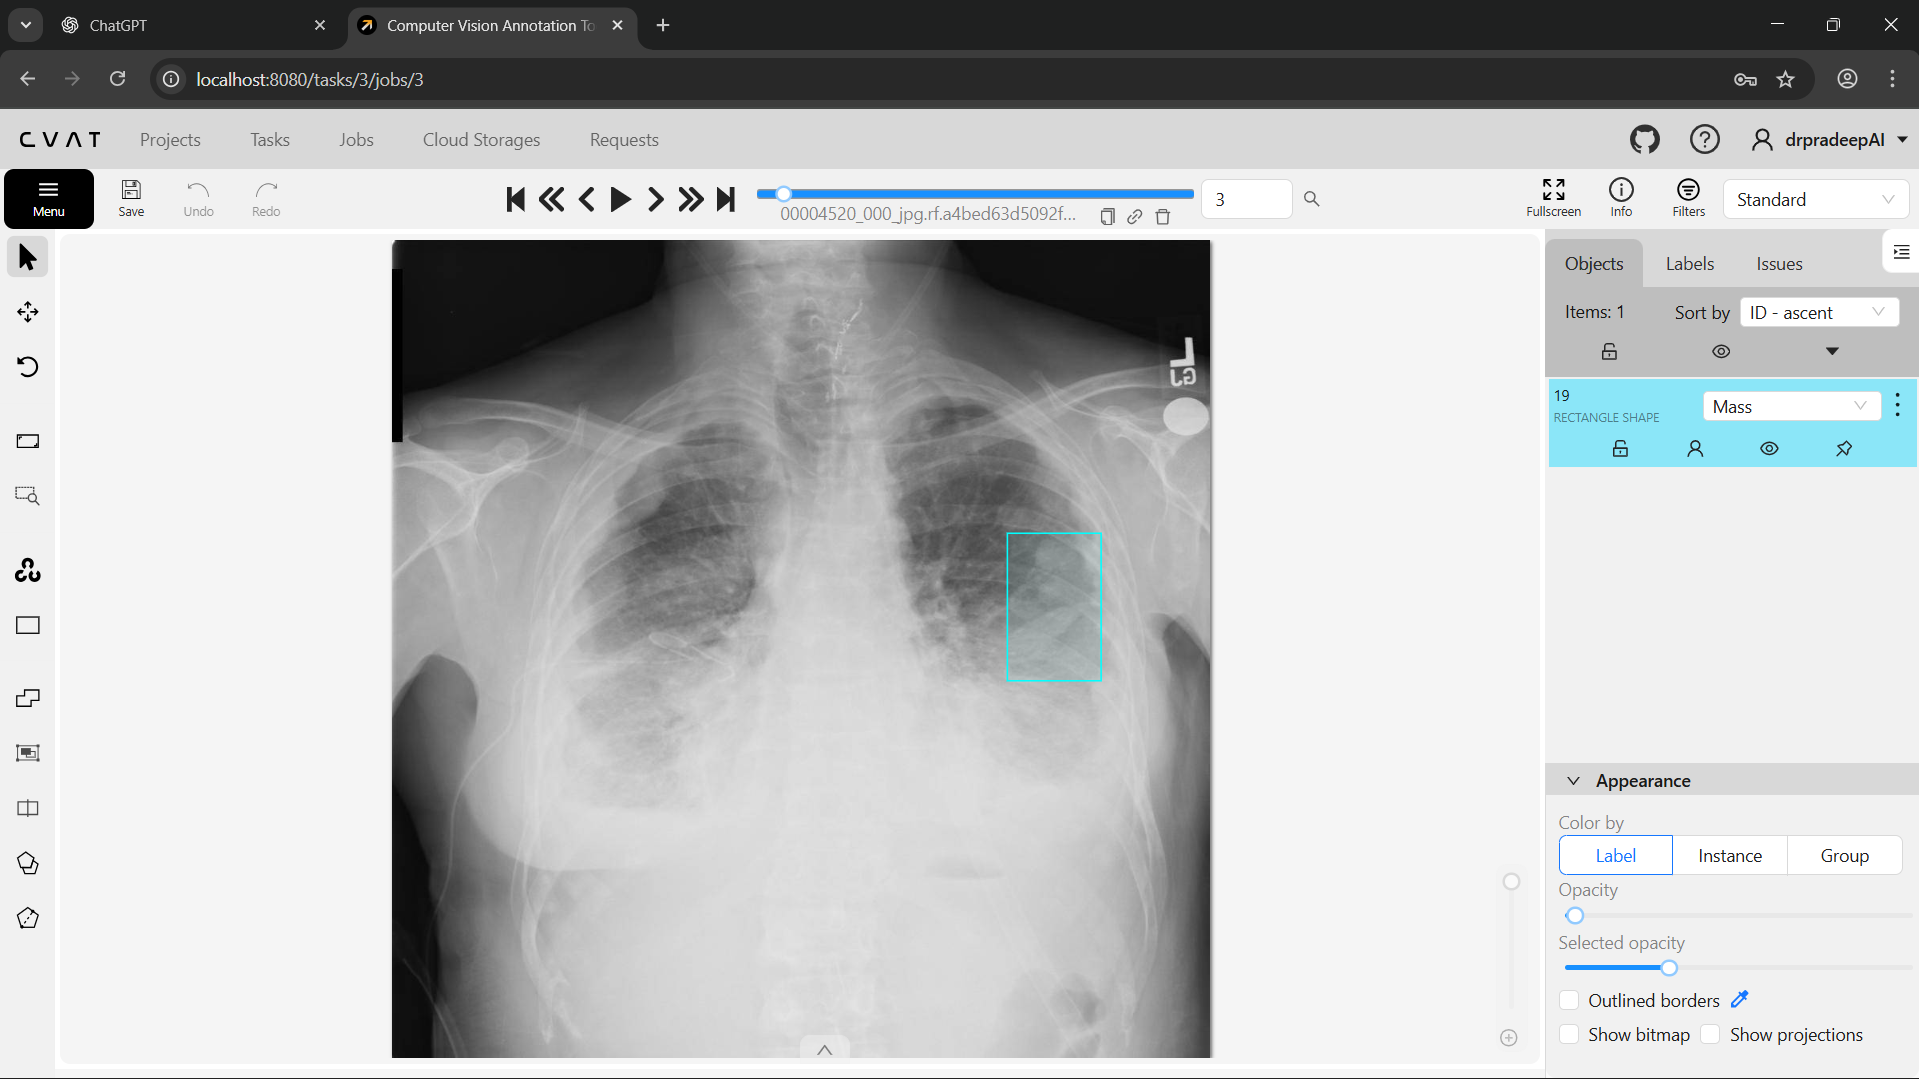 ChatGPT
Computer Vision Annotation To
localhost:8080/tasks/3/jobs/3
CVAT
Projects
Tasks
Jobs
Cloud Storages
Requests
drpradeepAI
Menu
Save
Undo
Redo
00004520_000_jpg.rf.a4bed63d5092f...
3
Fullscreen
Info
Filters
Standard
Objects
Labels
Issues
Items: 1
Sort by
ID - ascent
19
RECTANGLE SHAPE
Mass
L
GJ
Appearance
Color by
Label
Instance
Group
Opacity
Selected opacity
Outlined borders
Show bitmap
Show projections